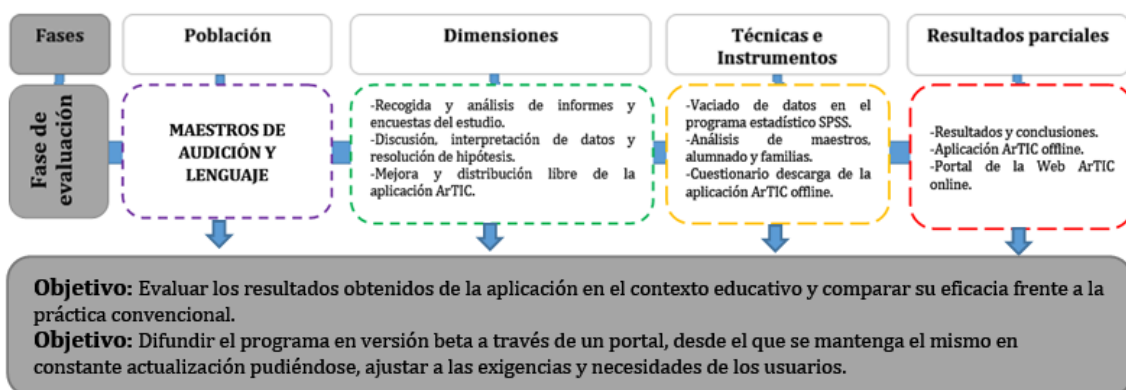 Fases
Población
Dimensiones
Técnicas e
Instrumentos
Resultados parciales
Fase de
evaluación
MAESTROS DE
AUDICIÓN Y
LENGUAJE
-Recogida y análisis de informes y
encuestas del estudio.
-Discusión, interpretación de datos y
resolución de hipótesis.
-Mejora y distribución libre de la
aplicación ArTIC.
-Vaciado de datos en el
programa estadístico SPSS.
-Análisis de maestros,
alumnado y familias.
-Cuestionario descarga de la
aplicación ArTIC offline.
-Resultados y conclusiones.
-Aplicación ArTIC offline.
-Portal de la Web ArTIC
online.
Objetivo: Evaluar los resultados obtenidos de la aplicación en el contexto educativo y comparar su eficacia frente a la
práctica convencional.
Objetivo: Difundir el programa en versión beta a través de un portal, desde el que se mantenga el mismo en
constante actualización pudiéndose, ajustar a las exigencias y necesidades de los usuarios.